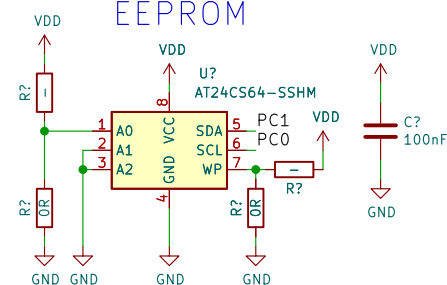 EEPROM
VDD
VDD
VDD
U?
AT24CS64-SSHM
R?
–
8
VCC
1
A0
2
A1
3
A2
SDA
5
PC1
SCL
6
PC0
WP
7
VDD
C?
100nF
GND
4
–
R?
R?
0R
R?
0R
GND
GND
GND
GND
GND